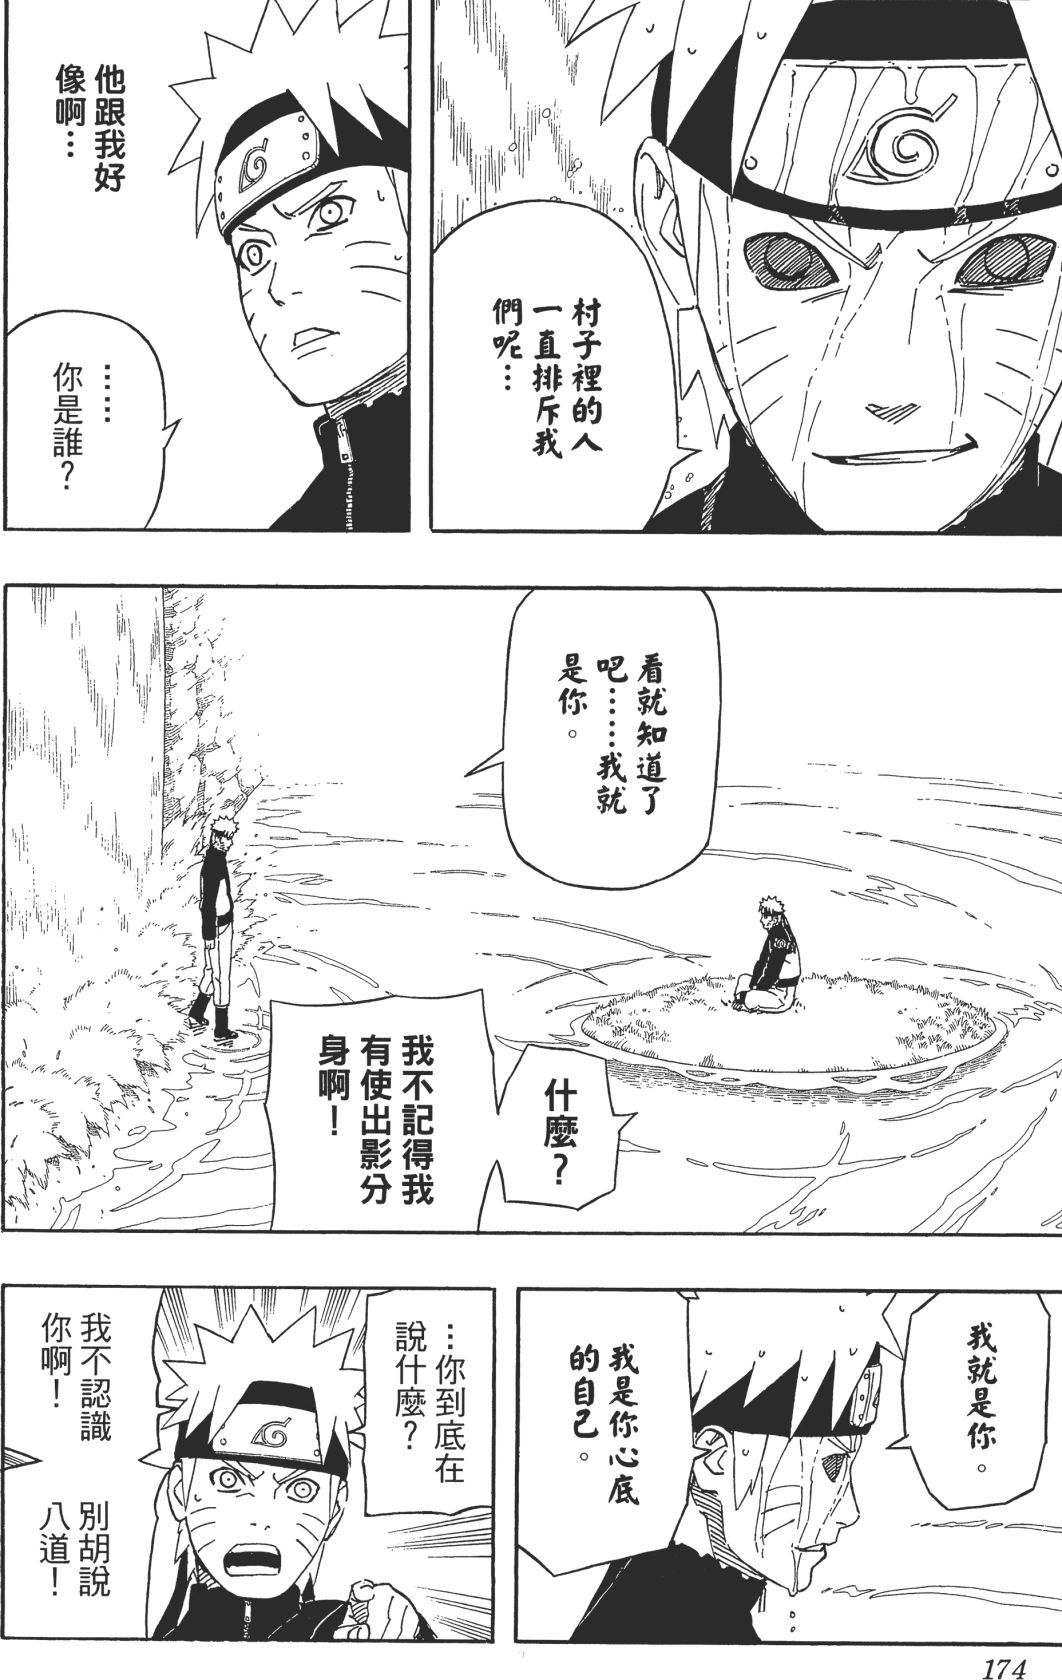 村子裡的人
一直排斥我
們呢…
他跟我好
像啊…
……
你是誰？
看就知道了
吧……我就
是你。
什麼？
我不記得我
有使出影分
身啊！
我就是你。
我是你心底
的自己。
…你到底在
說什麼？
我不認識
你啊！
別胡說
八道！
174